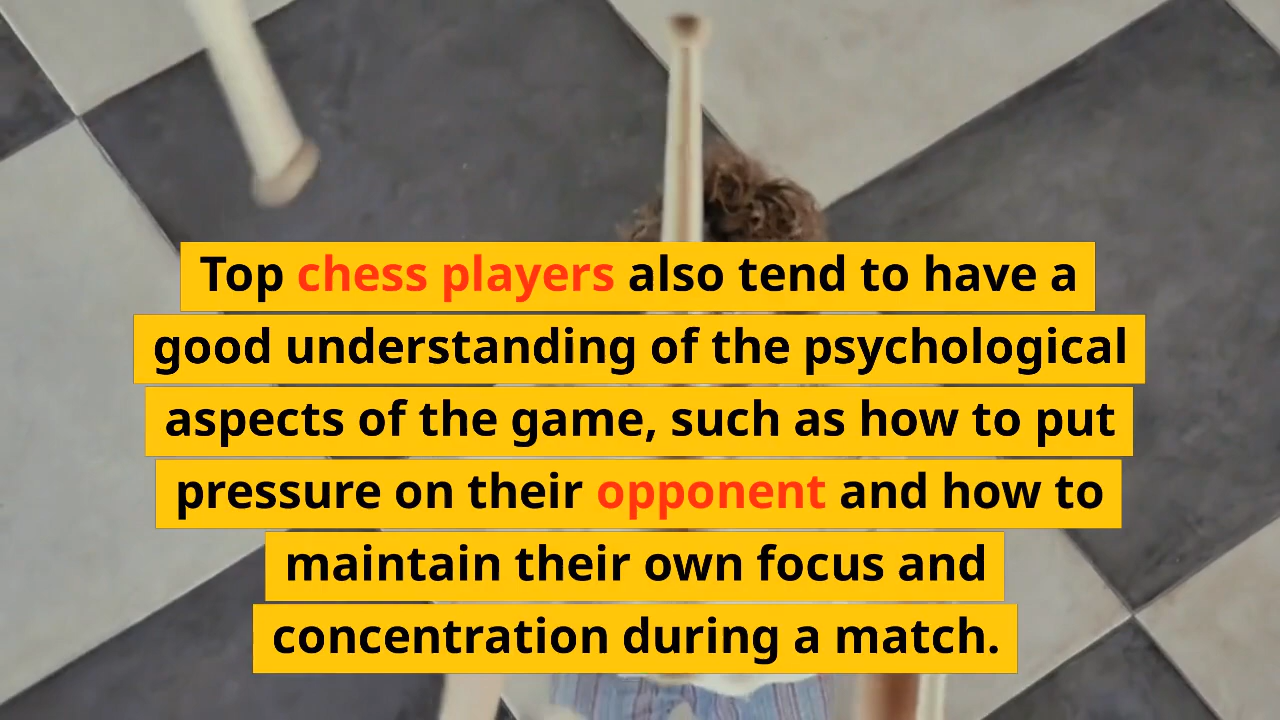 Top chess players also tend to have a
good understanding of the psychological
aspects of the game, such as how to put
pressure on their opponent and how to
maintain their own focus and
concentration during a match.